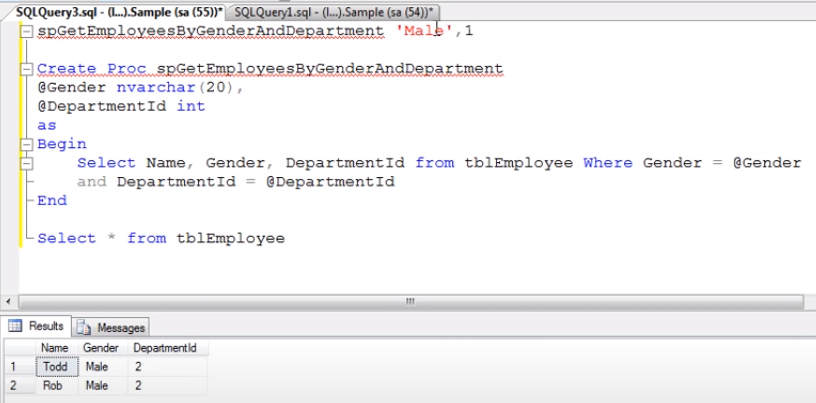 SQLQuery3.sql - (l...).Sample (sa (55))* SQLQuery1.sql - (l...).Sample (sa (54))*
spGetEmployeesByGenderAndDepartment 'Male',1
Create Proc spGetEmployeesByGenderAndDepartment
@Gender nvarchar(20),
@DepartmentId int
as
Begin
Select Name, Gender, DepartmentId from tblEmployee Where Gender = @Gender
and DepartmentId = @DepartmentId
End
Select * from tblEmployee
Results Messages
Name Gender DepartmentId
1 Todd Male 2
2 Rob Male 2